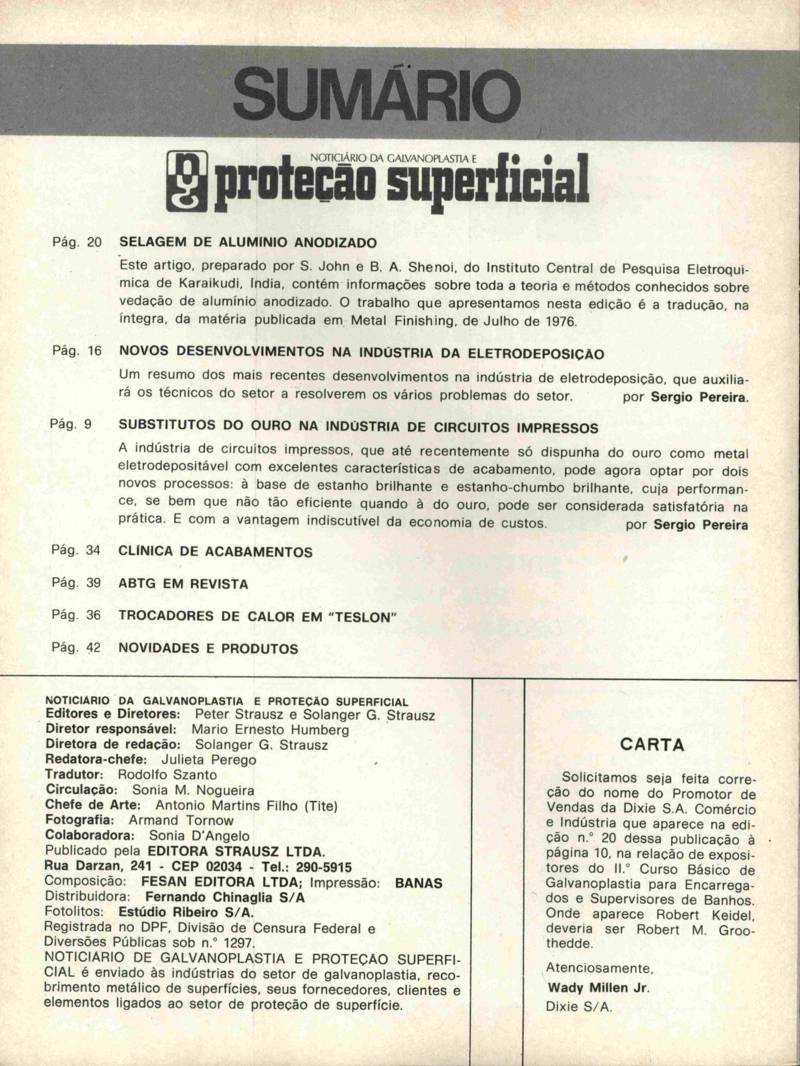 SUMÁRIO
NOTICIÁRIO DA GALVANOPLASTIA E
proteção superficial
Pág. 20 SELAGEM DE ALUMINIO ANODIZADO
Este artigo, preparado por S. John e B. A. Shenoi, do Instituto Central de Pesquisa Eletroqui-
mica de Karaikudi, India, contém informações sobre toda a teoria e métodos conhecidos sobre
vedação de alumínio anodizado. O trabalho que apresentamos nesta edição é a tradução, na
íntegra, da matéria publicada em Metal Finishing, de Julho de 1976.
Pág. 16 NOVOS DESENVOLVIMENTOS NA INDÚSTRIA DA ELETRODEPOSIÇÃO
Um resumo dos mais recentes desenvolvimentos na indústria de eletrodeposição, que auxilia-
rá os técnicos do setor a resolverem os vários problemas do setor. por Sergio Pereira.
Pág. 9 SUBSTITUTOS DO OURO NA INDÚSTRIA DE CIRCUITOS IMPRESSOS
A indústria de circuitos impressos, que até recentemente só dispunha do ouro como metal
eletrodepositável com excelentes características de acabamento, pode agora optar por dois
novos processos: à base de estanho brilhante e estanho-chumbo brilhante, cuja performan-
ce, se bem que não tão eficiente quando à do ouro, pode ser considerada satisfatória na
prática. E com a vantagem indiscutível da economia de custos. por Sergio Pereira
Pág. 34 CLÍNICA DE ACABAMENTOS
Pág. 39 ABTG EM REVISTA
Pág. 36 TROCADORES DE CALOR EM "TESLON"
Pág. 42 NOVIDADES E PRODUTOS
NOTICIÁRIO DA GALVANOPLASTIA E PROTEÇÃO SUPERFICIAL
Editores e Diretores: Peter Strausz e Solanger G. Strausz
Diretor responsável: Mario Ernesto Humberg
Diretora de redação: Solanger G. Strausz
Redatora-chefe: Julieta Perego
Tradutor: Rodolfo Szanto
Circulação: Sonia M. Nogueira
Chefe de Arte: Antonio Martins Filho (Tite)
Fotografia: Armand Tornow
Colaboradora: Sonia D'Angelo
Publicado pela EDITORA STRAUSZ LTDA.
Rua Darzan, 241 - CEP 02034 - Tel.: 290-5915
Composição: FESAN EDITORA LTDA; Impressão: BANAS
Distribuidora: Fernando Chinaglia S/A
Fotolitos: Estúdio Ribeiro S/A.
Registrada no DPF, Divisão de Censura Federal e
Diversões Públicas sob n.° 1297.
NOTICIÁRIO DE GALVANOPLASTIA E PROTEÇÃO SUPERFI-
CIAL é enviado às indústrias do setor de galvanoplastia, reco-
brimento metálico de superfícies, seus fornecedores, clientes e
elementos ligados ao setor de proteção de superfície.
CARTA
Solicitamos seja feita corre-
ção do nome do Promotor de
Vendas da Dixie S.A. Comércio
e Indústria que aparece na edi-
ção n.° 20 dessa publicação à
página 10, na relação de exposi-
tores do II.° Curso Básico de
Galvanoplastia para Encarrega-
dos e Supervisores de Banhos.
Onde aparece Robert Keidel,
deveria ser Robert M. Groo-
thedde.
Atenciosamente,
Wady Millen Jr.
Dixie S/A.